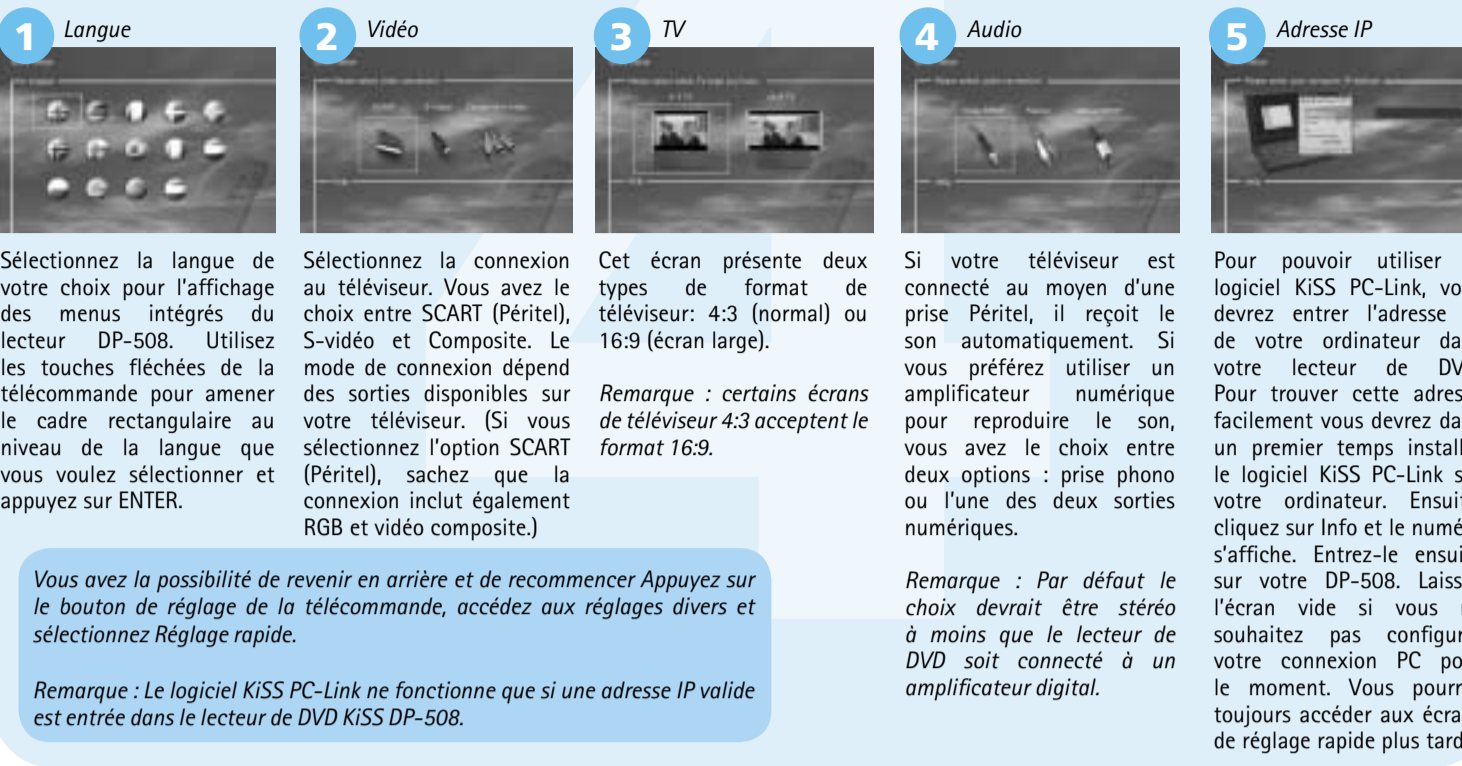 1 Langue
Sélectionnez la langue de
votre choix pour l'affichage
des menus intégrés du
lecteur DP-508. Utilisez
les touches fléchées de la
télécommande pour amener
le cadre rectangulaire au
niveau de la langue que
vous voulez sélectionner et
appuyez sur ENTER.
2 Vidéo
Sélectionnez la connexion
au téléviseur. Vous avez le
choix entre SCART (Péritel),
S-vidéo et Composite. Le
mode de connexion dépend
des sorties disponibles sur
votre téléviseur. (Si vous
sélectionnez l'option SCART
(Péritel), sachez que la
connexion inclut également
RGB et vidéo composite.)
3 TV
Cet écran présente deux
types de format de
téléviseur: 4:3 (normal) ou
16:9 (écran large).
Remarque : certains écrans
de téléviseur 4:3 acceptent le
format 16:9.
4 Audio
Si votre téléviseur est
connecté au moyen d'une
prise Péritel, il reçoit le
son automatiquement. Si
vous préférez utiliser un
amplificateur numérique
pour reproduire le son,
vous avez le choix entre
deux options : prise phono
ou l'une des deux sorties
numériques.
Remarque : Par défaut le
choix devrait être stéréo
à moins que le lecteur de
DVD soit connecté à un
amplificateur digital.
5 Adresse IP
Pour pouvoir utiliser
logiciel KiSS PC-Link,
devrez entrer l'adresse
de votre ordinateur
votre lecteur de
Pour trouver cette
facilement vous devrez
un premier temps
le logiciel KiSS PC-Link
votre ordinateur.
cliquez sur Info et le
s'affiche. Entrez-le
sur votre DP-508.
l'écran vide si vous
souhaitez pas
votre connexion PC
le moment. Vous
toujours accéder aux
de réglage rapide plus tard
Vous avez la possibilité de revenir en arrière et de recommencer Appuyez sur
le bouton de réglage de la télécommande, accédez aux réglages divers et
sélectionnez Réglage rapide.
Remarque : Le logiciel KiSS PC-Link ne fonctionne que si une adresse IP valide
est entrée dans le lecteur de DVD KiSS DP-508.